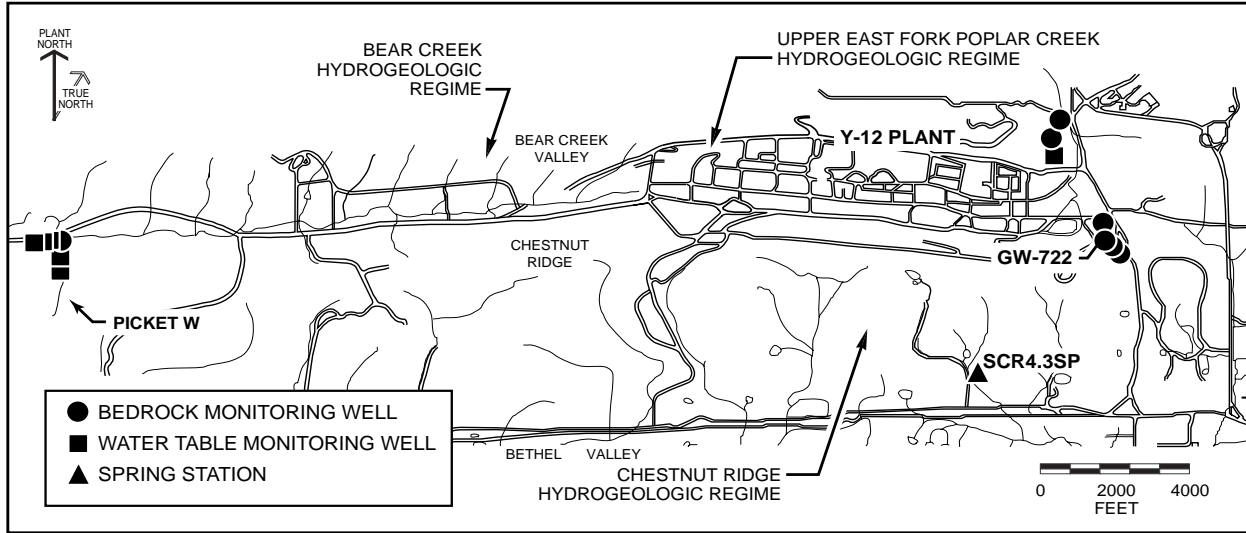 PLANT
NORTH
TRUE
NORTH
BEAR CREEK
HYDROGEOLOGIC
REGIME
UPPER EAST FORK POPLAR CREEK
HYDROGEOLOGIC REGIME
BEAR CREEK
VALLEY
Y-12 PLANT
CHESTNUT
RIDGE
GW-722
PICKET W
SCR4.3SP
BEDROCK MONITORING WELL
WATER TABLE MONITORING WELL
SPRING STATION
BETHEL VALLEY
CHESTNUT RIDGE
HYDROGEOLOGIC REGIME
0 2000 4000
FEET